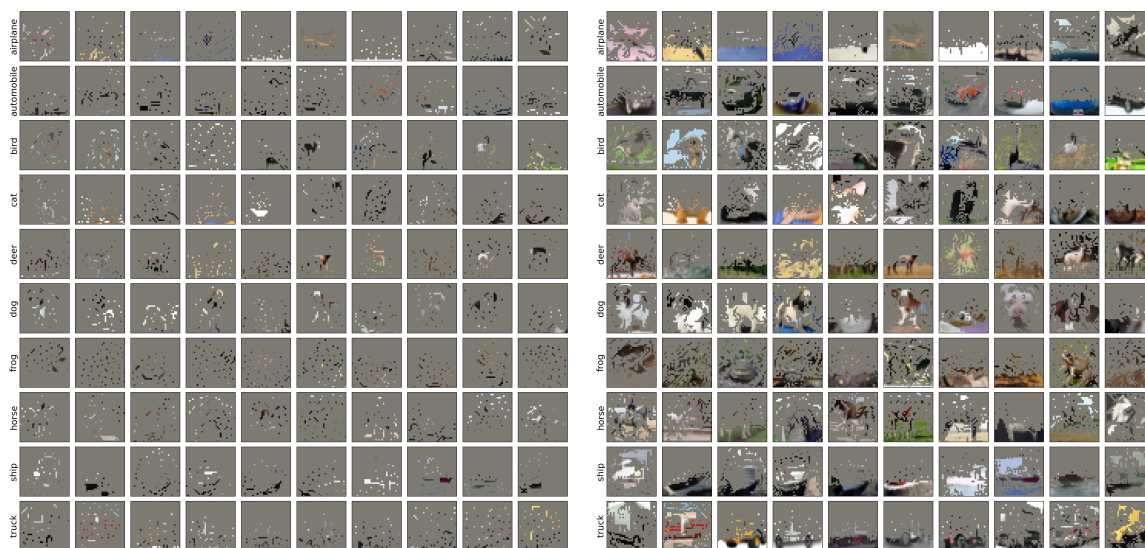 airplane
automobile
bird
cat
deer
dog
frog
horse
ship
truck
airplane
automobile
bird
cat
deer
dog
frog
horse
ship
truck